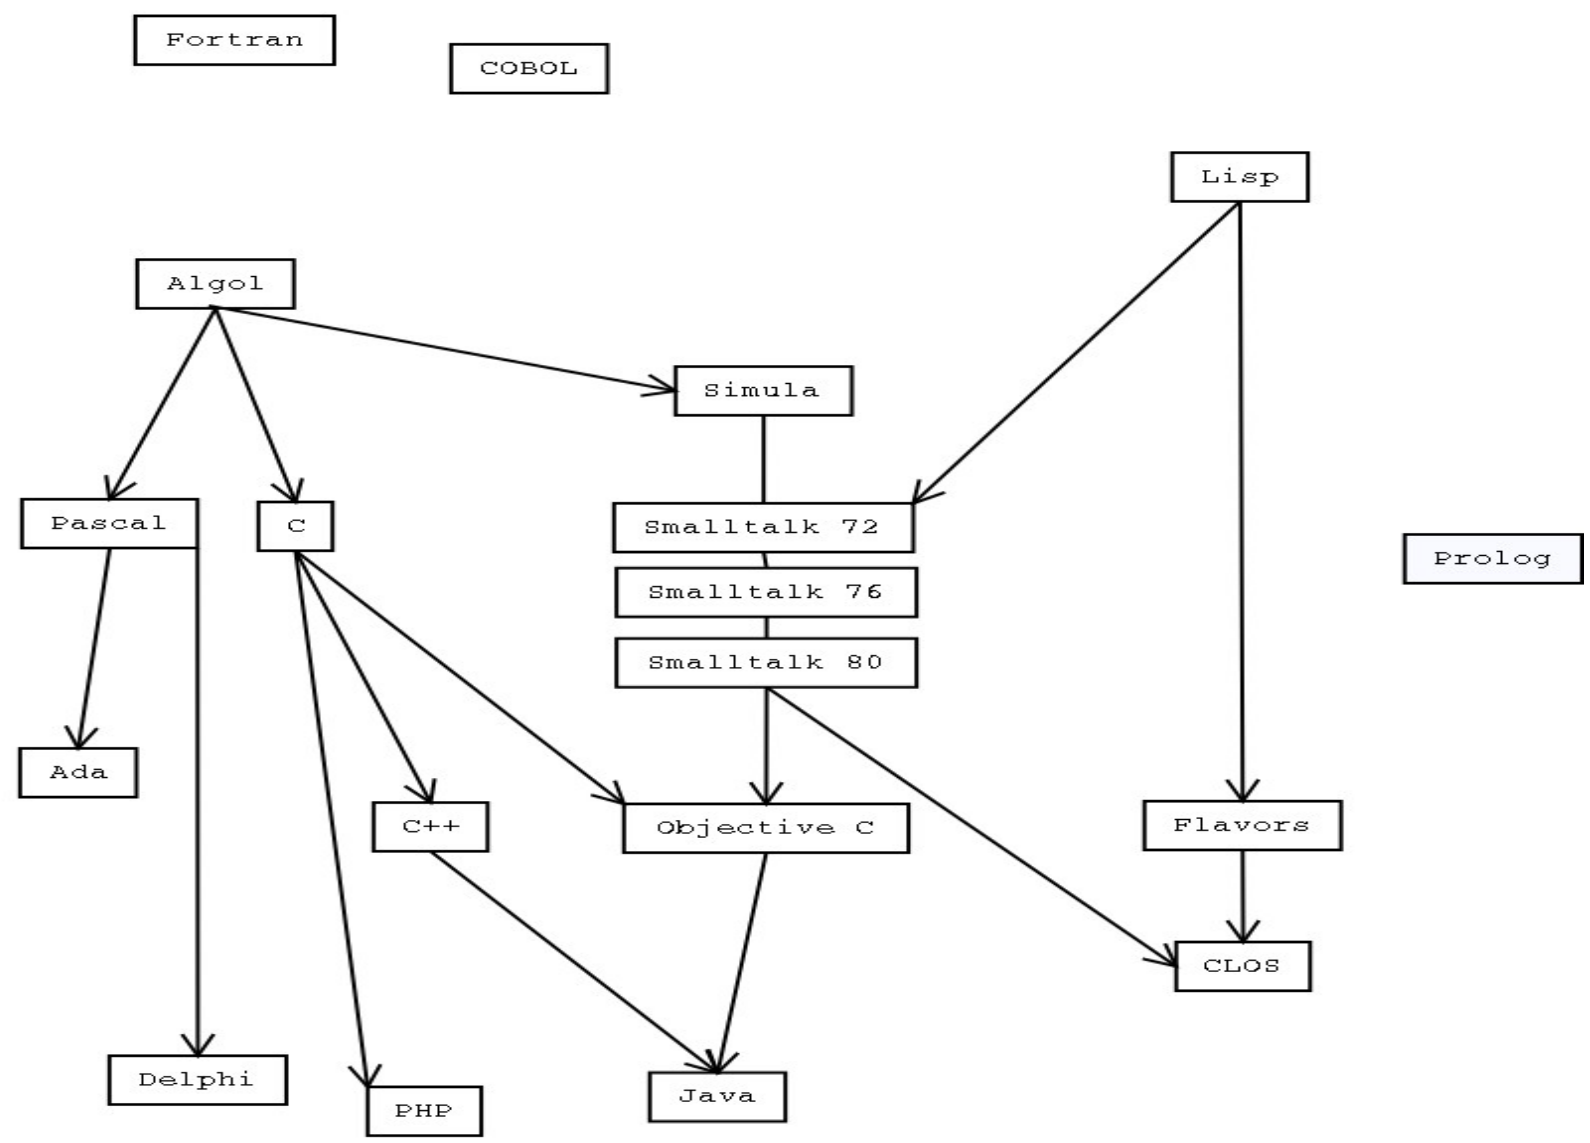 Fortran
COBOL
Lisp
Algol
Simula
Pascal
C
Smalltalk 72
Prolog
Smalltalk 76
Smalltalk 80
Ada
C++
Objective C
Flavors
CLOS
Delphi
PHP
Java